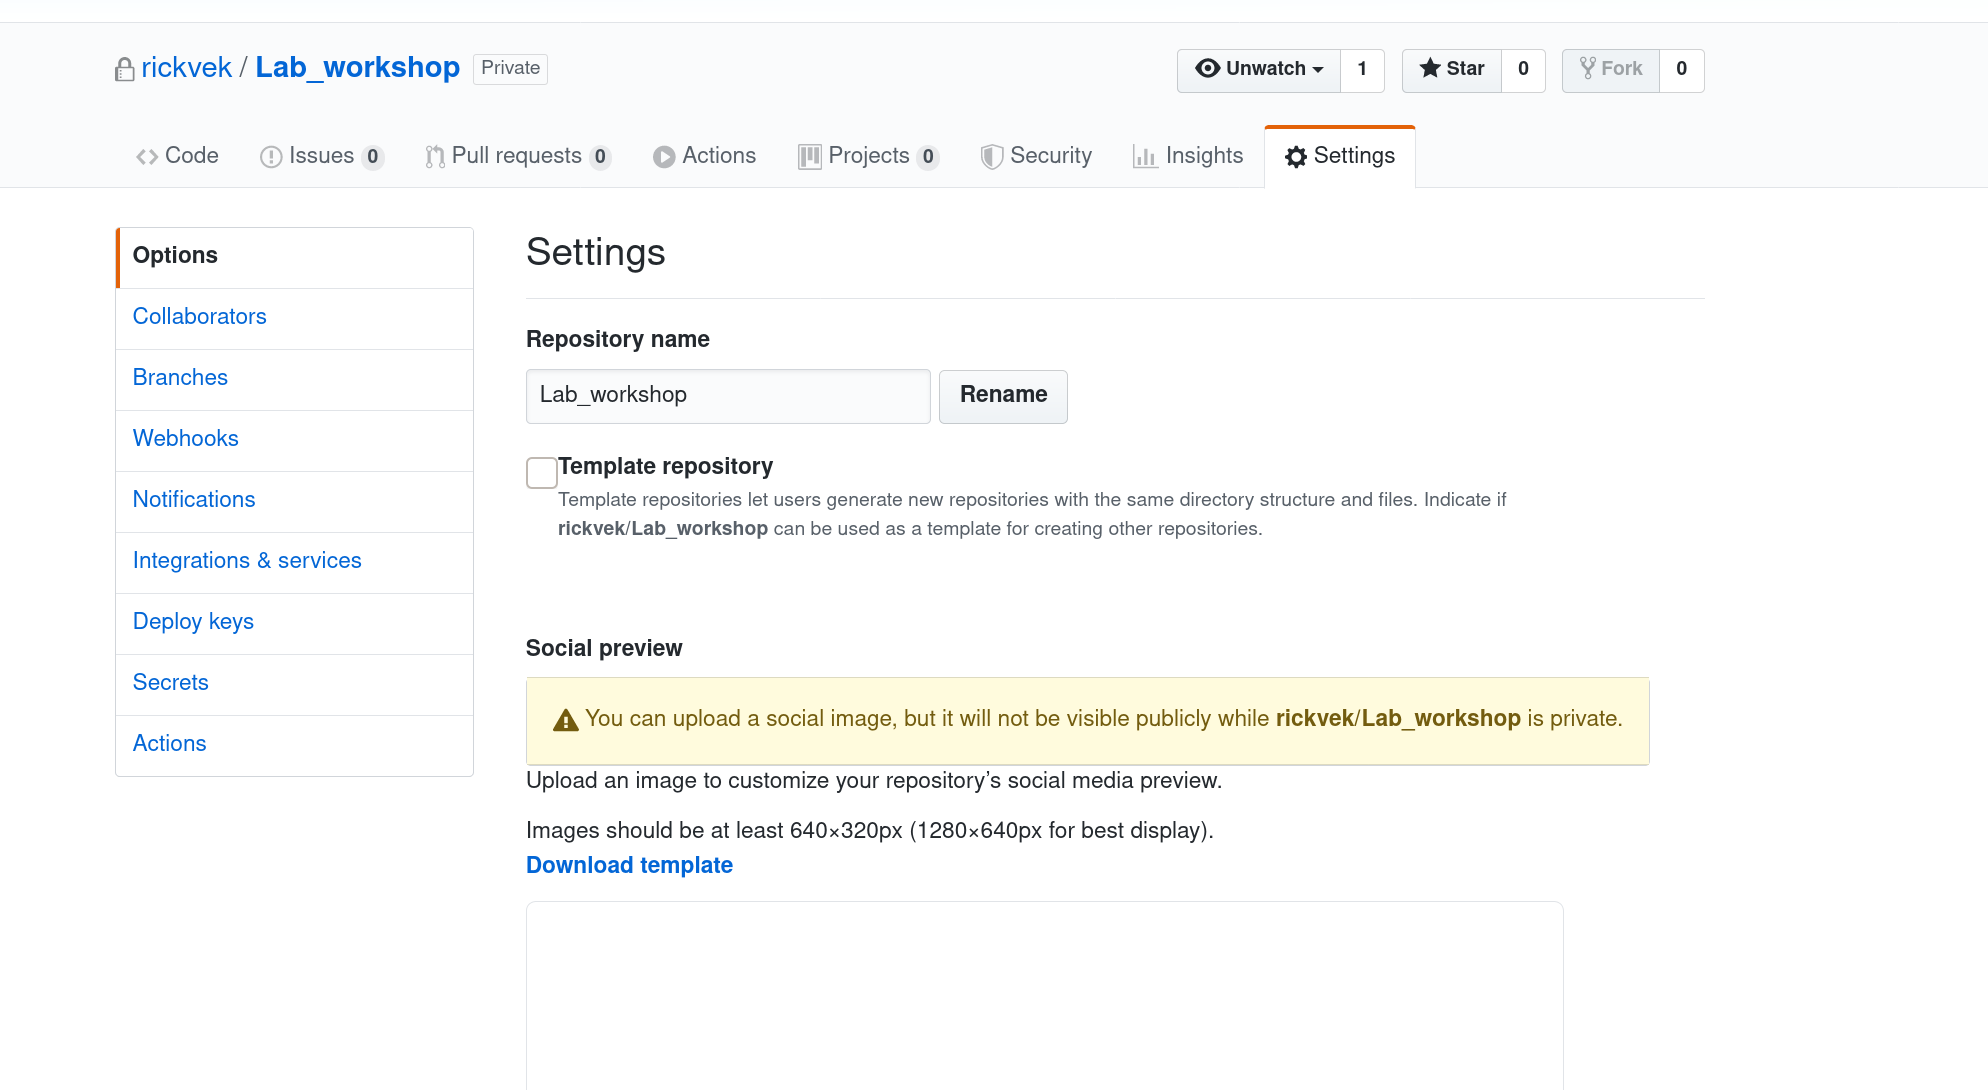 rickvek / Lab_workshop Private
Unwatch 1 Star 0 Fork 0
Code Issues 0 Pull requests 0 Actions Projects 0 Security Insights Settings
Options
Collaborators
Branches
Webhooks
Notifications
Integrations & services
Deploy keys
Secrets
Actions
Settings
Repository name
Lab_workshop Rename
Template repository
Template repositories let users generate new repositories with the same directory structure and files. Indicate if
rickvek/Lab_workshop can be used as a template for creating other repositories.
Social preview
You can upload a social image, but it will not be visible publicly while rickvek/Lab_workshop is private.
Upload an image to customize your repository’s social media preview.
Images should be at least 640×320px (1280×640px for best display).
Download template